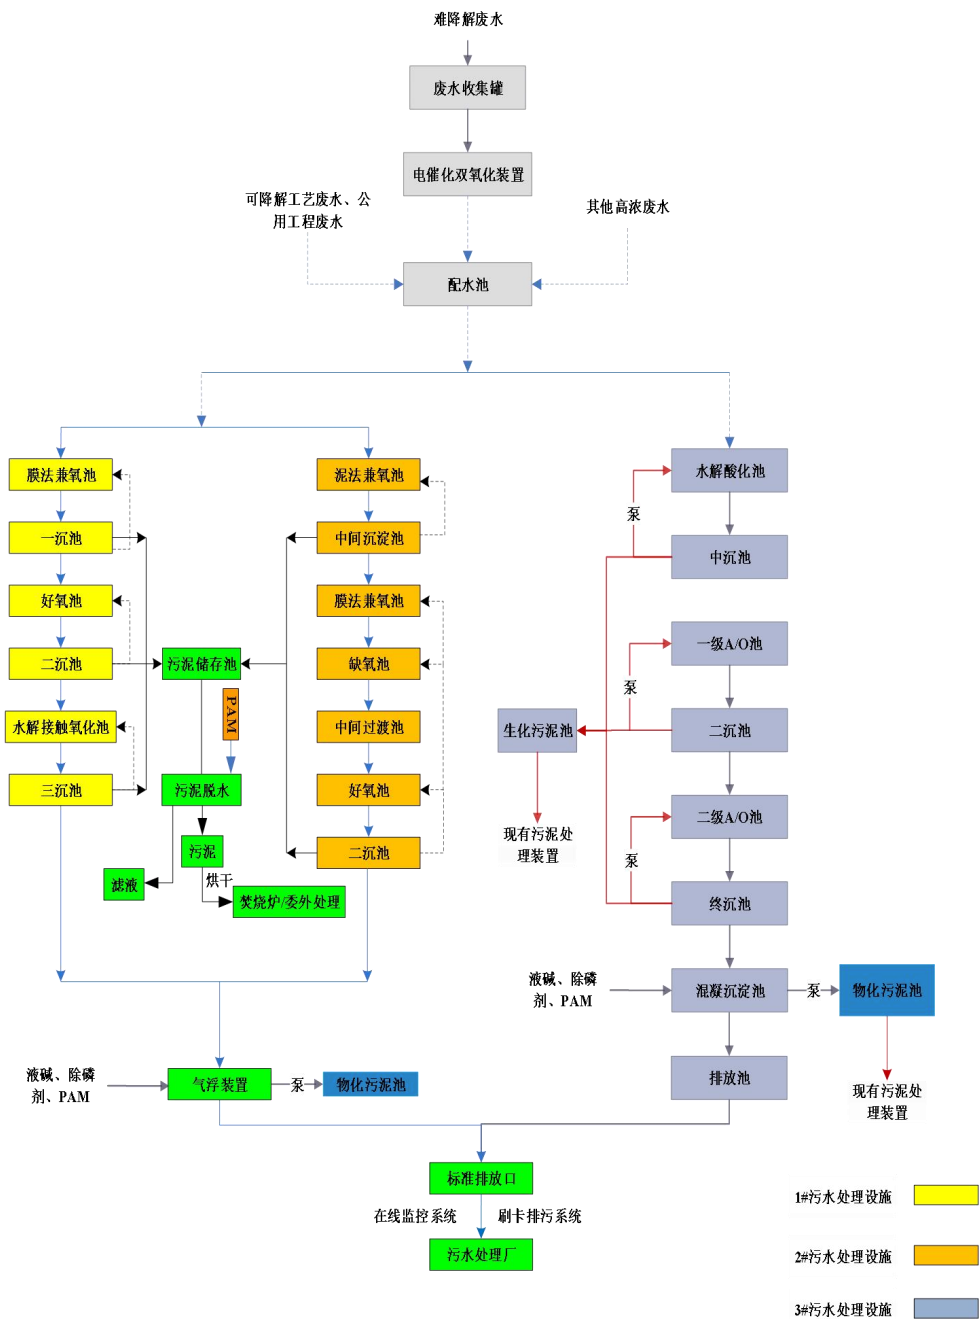 难降解废水
废水收集罐
电催化双氧化装置
可降解工艺废水、公
用工程废水
其他高浓废水
配水池
膜法兼氧池
一沉池
好氧池
二沉池
水解接触氧化池
三沉池
泥法兼氧池
中间沉淀池
膜法兼氧池
缺氧池
中间过渡池
好氧池
二沉池
污泥储存池
PAM
污泥脱水
污泥
烘干
滤液
焚烧炉/委外处理
水解酸化池
泵
中沉池
一级A/O池
泵
二沉池
生化污泥池
二级A/O池
泵
终沉池
现有污泥处
理装置
液碱、除磷
剂、PAM
混凝沉淀池
泵
物化污泥池
排放池
现有污泥处
理装置
液碱、除磷
剂、PAM
气浮装置
泵
物化污泥池
标准排放口
在线监控系统
刷卡排污系统
污水处理厂
1#污水处理设施
2#污水处理设施
3#污水处理设施